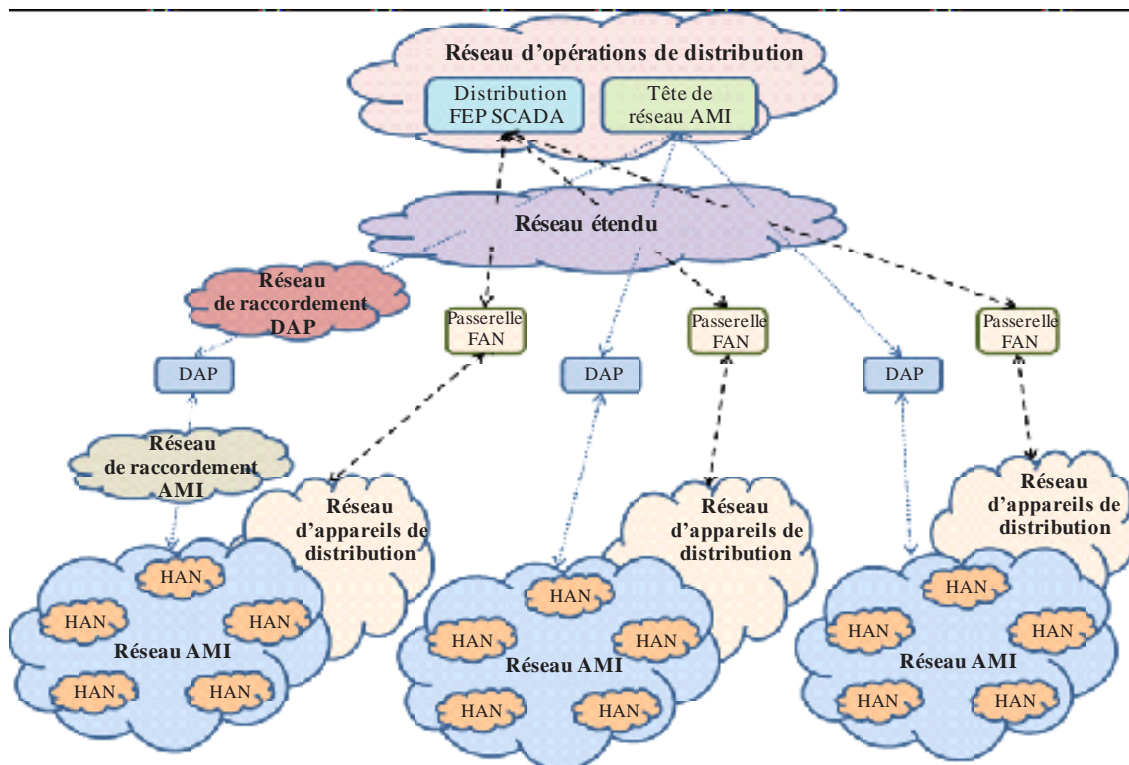 Réseau d'opérations de distribution
Distribution
FEP SCADA
Tête de
réseau AMI
Réseau étendu
Réseau
de raccordement
DAP
Passerelle
FAN
Passerelle
FAN
Passerelle
FAN
DAP
DAP
DAP
Réseau
de raccordement
AMI
Réseau
d'appareils de
distribution
Réseau
d'appareils de
distribution
Réseau
d'appareils de
distribution
HAN
HAN
HAN
Réseau AMI
HAN
HAN
HAN
HAN
HAN
Réseau AMI
HAN
HAN
HAN
HAN
HAN
Réseau AMI
HAN
HAN